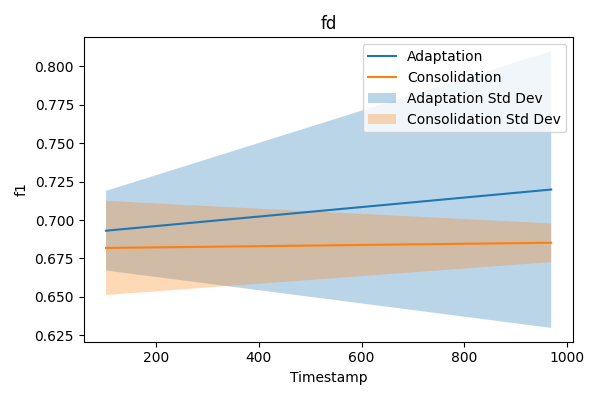 fd
Adaptation
Consolidation
Adaptation Std Dev
Consolidation Std Dev
0.800
0.775
0.750
0.725
0.700
0.675
0.650
0.625
f1
200
400
600
800
1000
Timestamp